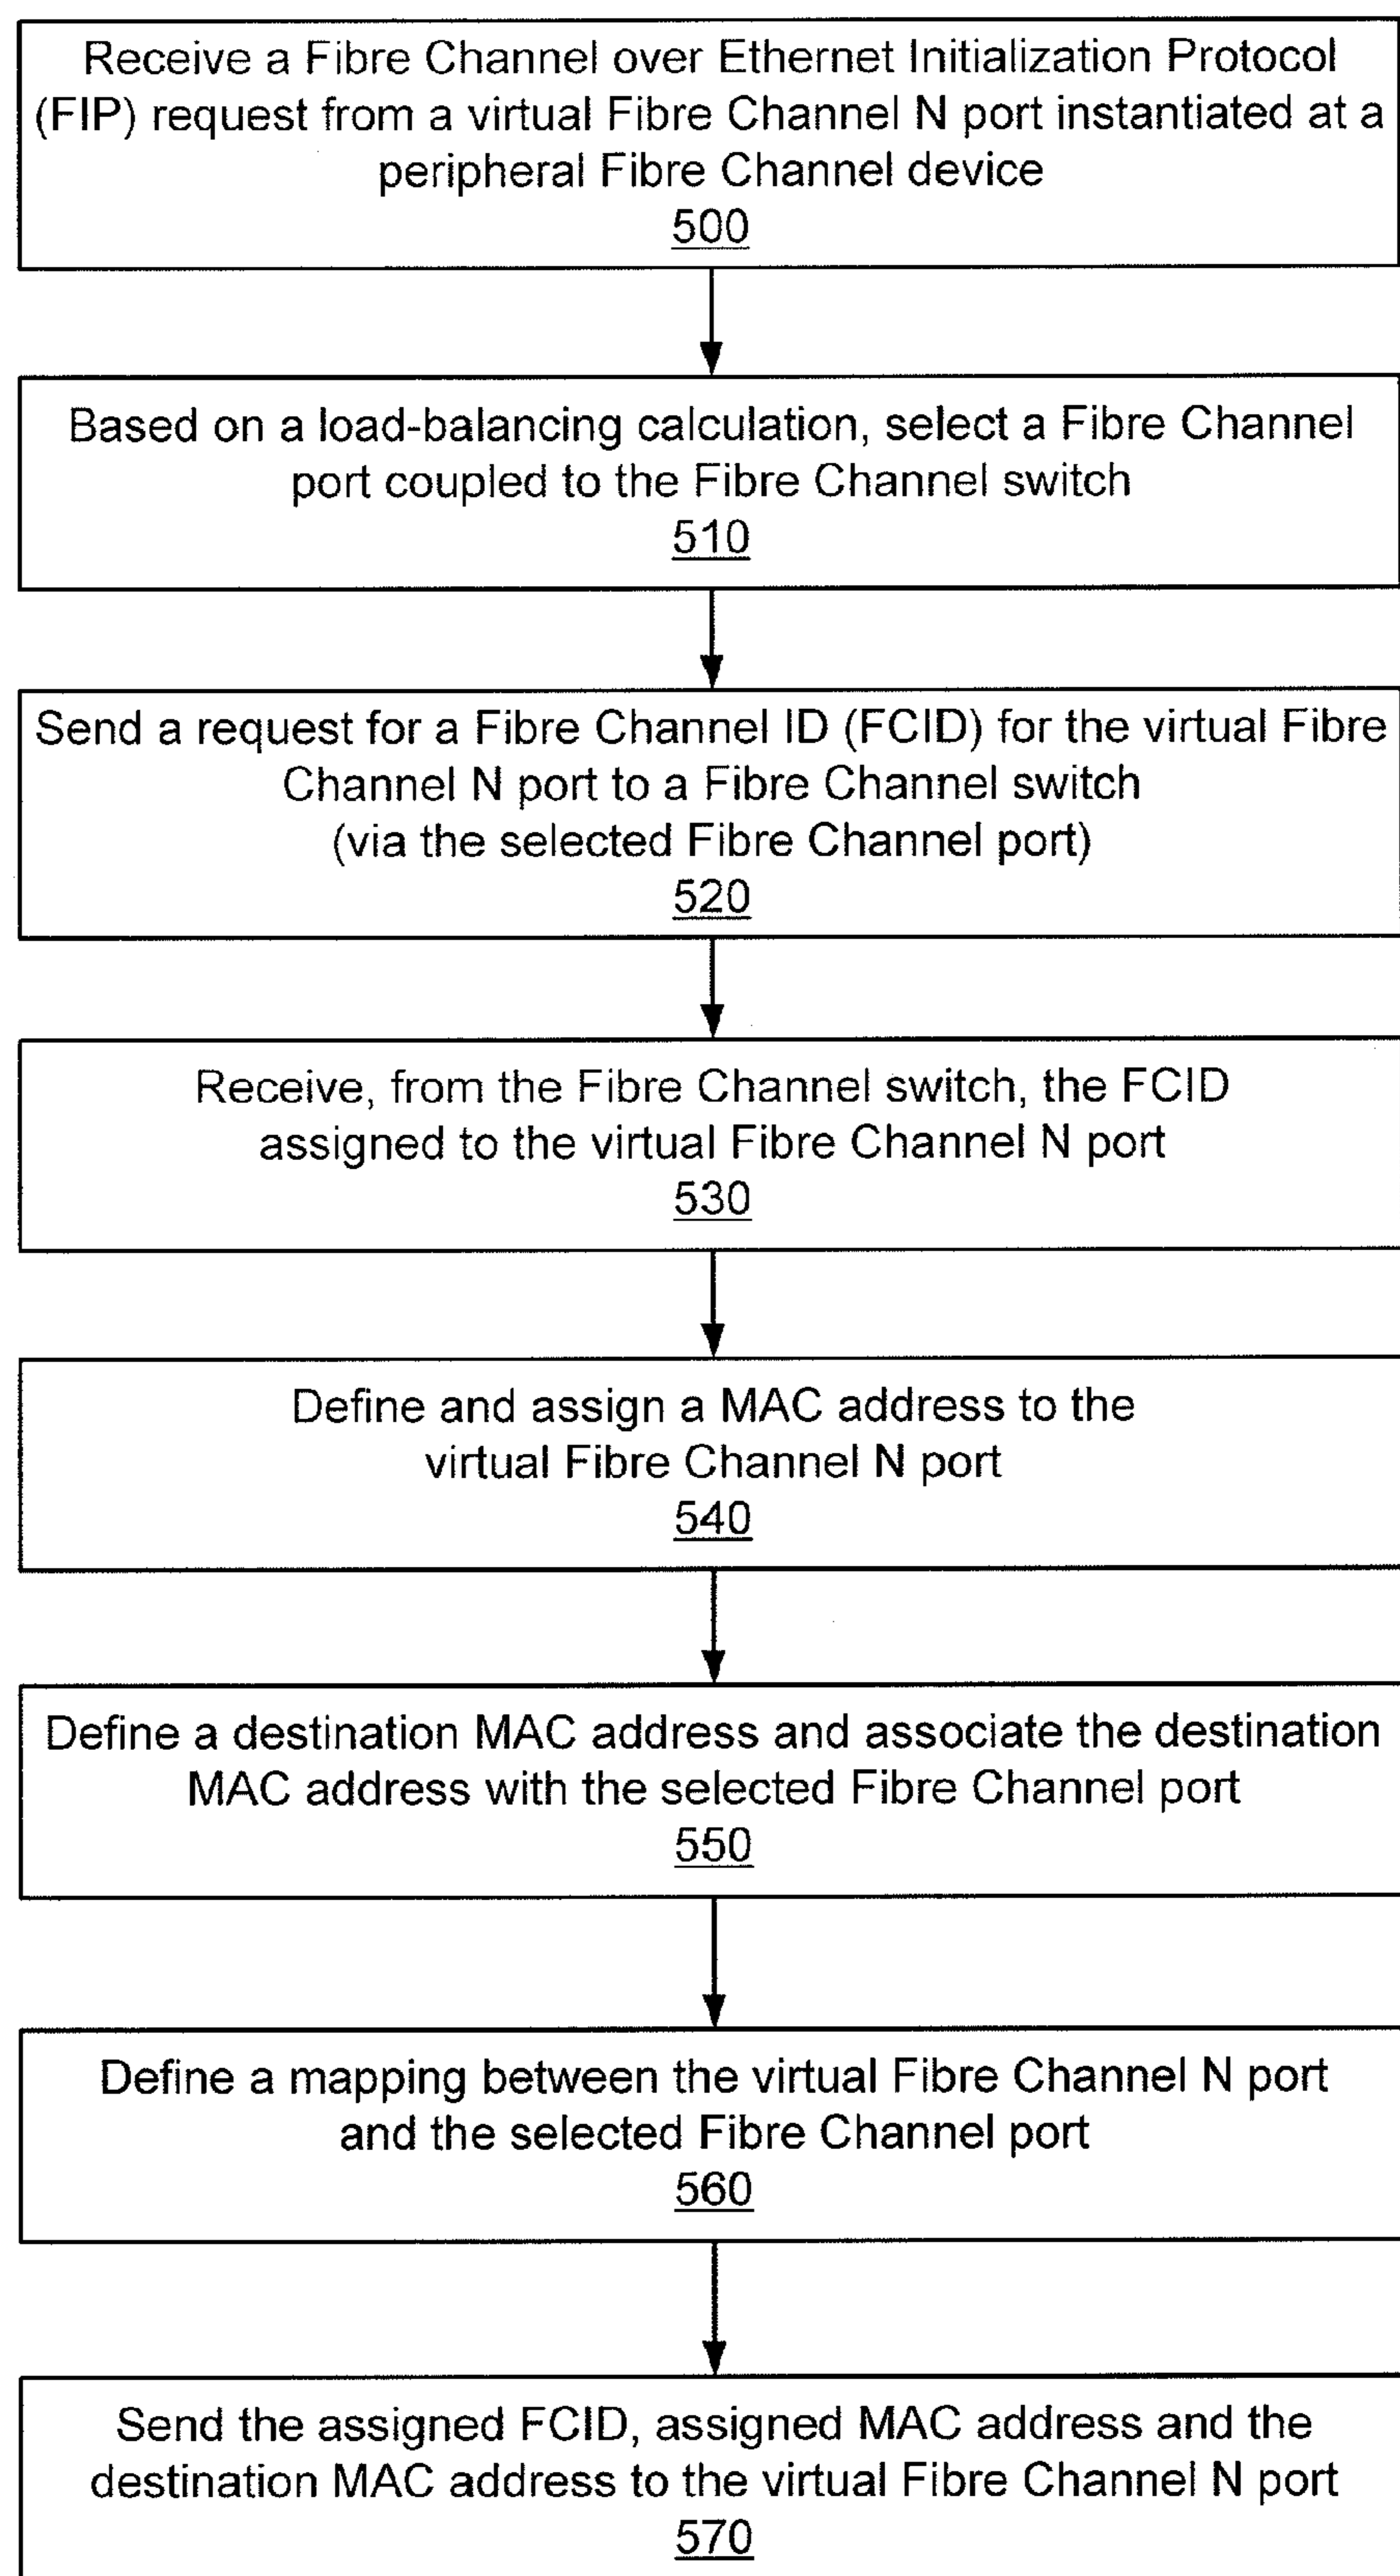 Receive a Fibre Channel over Ethernet Initialization Protocol
(FIP) request from a virtual Fibre Channel N port instantiated at a
peripheral Fibre Channel device
500
Based on a load-balancing calculation, select a Fibre Channel
port coupled to the Fibre Channel switch
510
Send a request for a Fibre Channel ID (FCID) for the virtual Fibre
Channel N port to a Fibre Channel switch
(via the selected Fibre Channel port)
520
Receive, from the Fibre Channel switch, the FCID
assigned to the virtual Fibre Channel N port
530
Define and assign a MAC address to the
virtual Fibre Channel N port
540
Define a destination MAC address and associate the destination
MAC address with the selected Fibre Channel port
550
Define a mapping between the virtual Fibre Channel N port
and the selected Fibre Channel port
560
Send the assigned FCID, assigned MAC address and the
destination MAC address to the virtual Fibre Channel N port
570